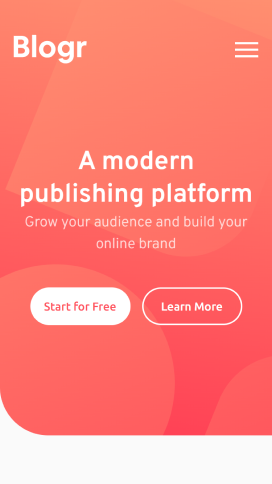 Blogr
A modern
publishing platform
Grow your audience and build your
online brand
Start for Free
Learn More